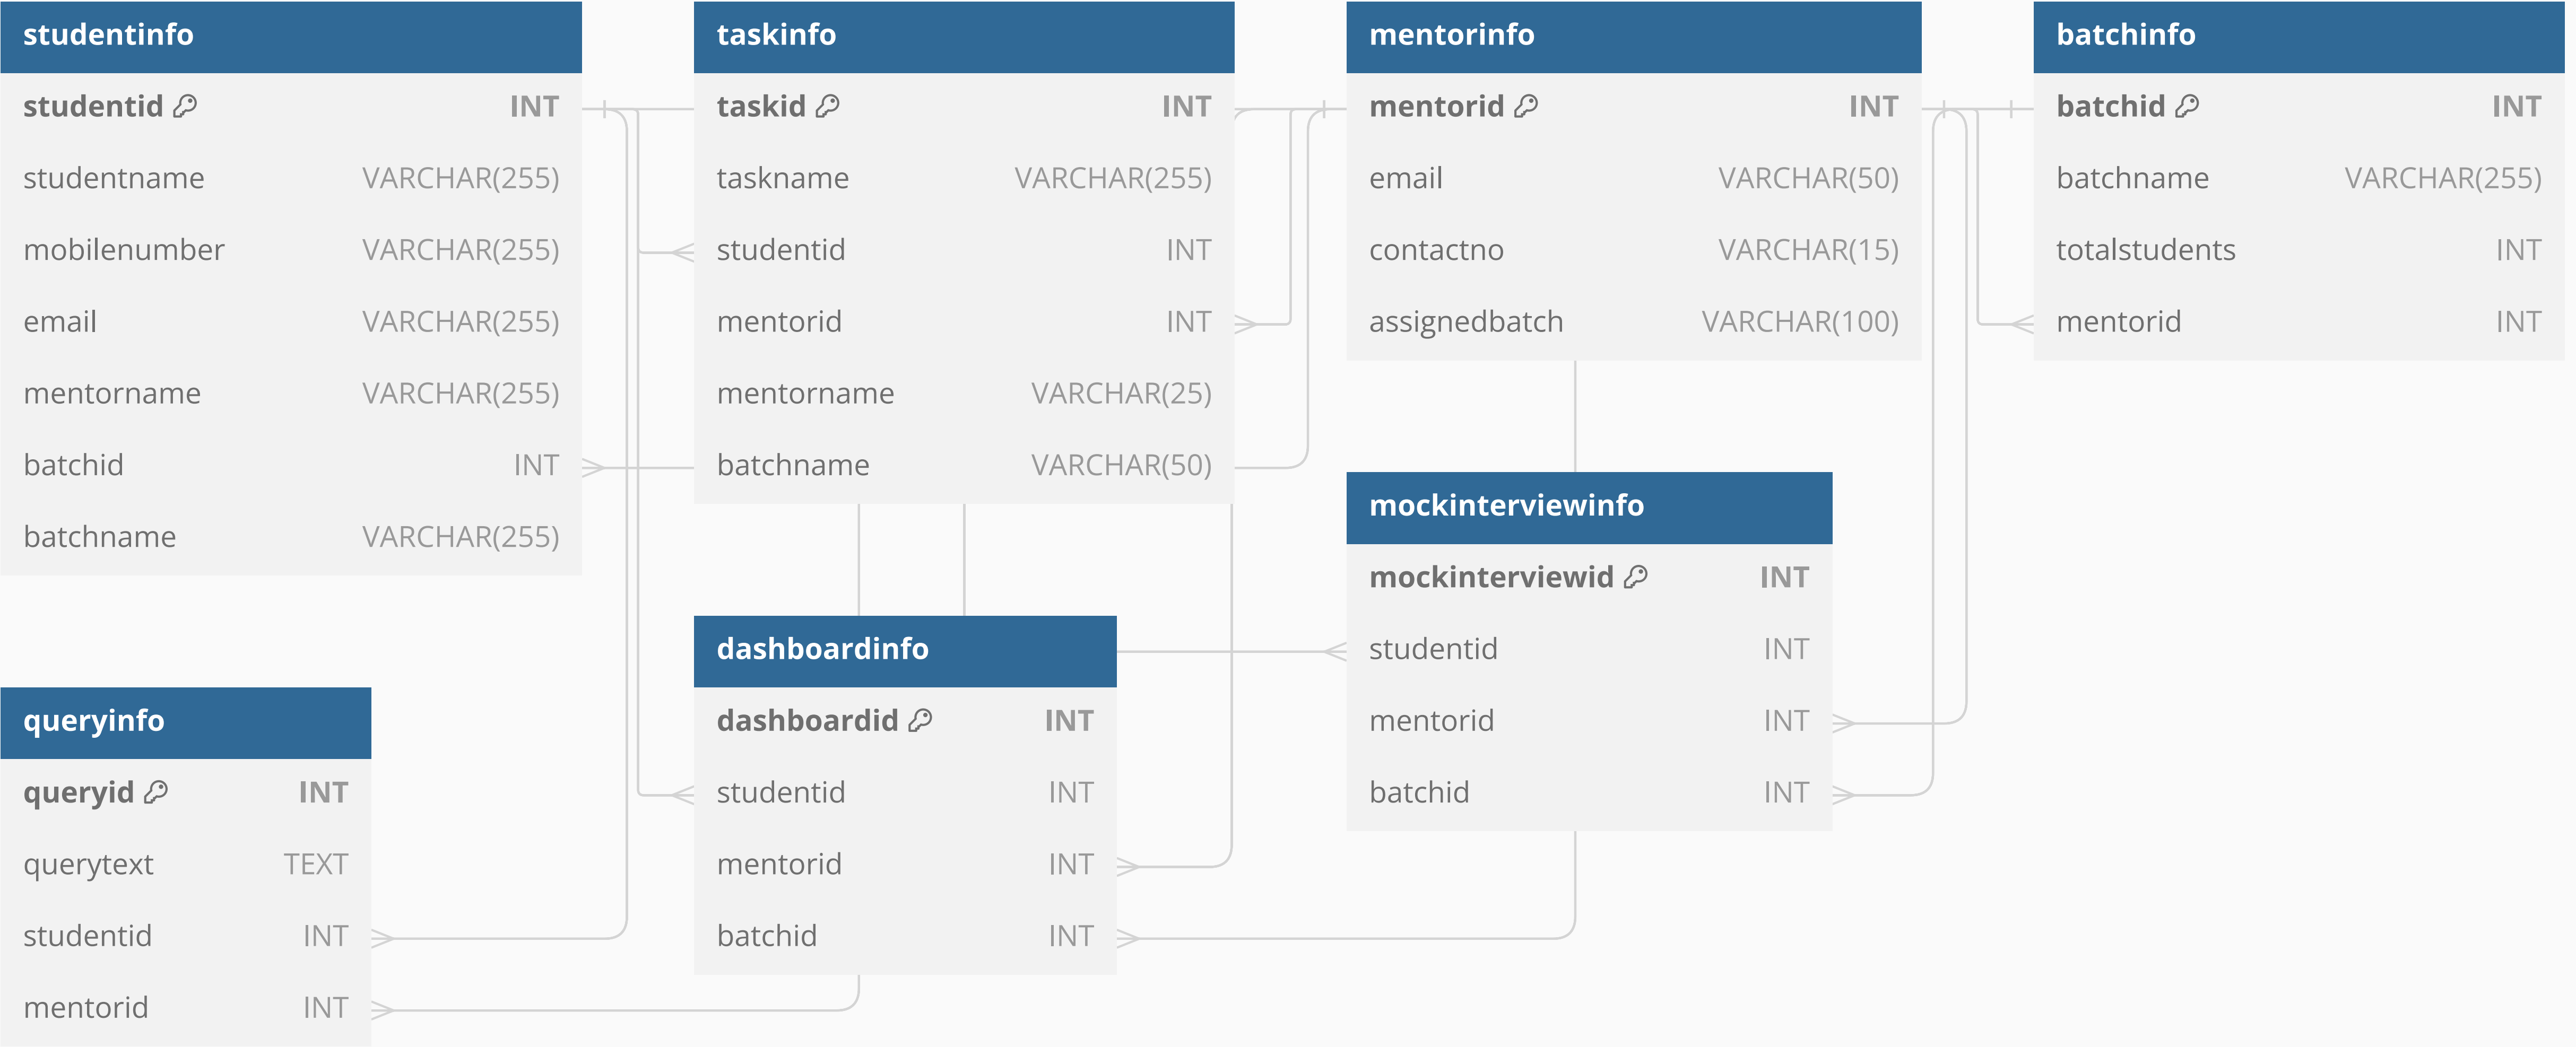 studentinfo
studentid INT
studentname VARCHAR(255)
mobilenumber VARCHAR(255)
email VARCHAR(255)
mentorname VARCHAR(255)
batchid INT
batchname VARCHAR(255)
taskinfo
taskid INT
taskname VARCHAR(255)
studentid INT
mentorid INT
mentorname VARCHAR(25)
batchname VARCHAR(50)
mentorinfo
mentorid INT
email VARCHAR(50)
contactno VARCHAR(15)
assignedbatch VARCHAR(100)
batchinfo
batchid INT
batchname VARCHAR(255)
totalstudents INT
mentorid INT
mockinterviewinfo
mockinterviewid INT
studentid INT
mentorid INT
batchid INT
dashboardinfo
dashboardid INT
studentid INT
mentorid INT
batchid INT
queryinfo
queryid INT
querytext TEXT
studentid INT
mentorid INT